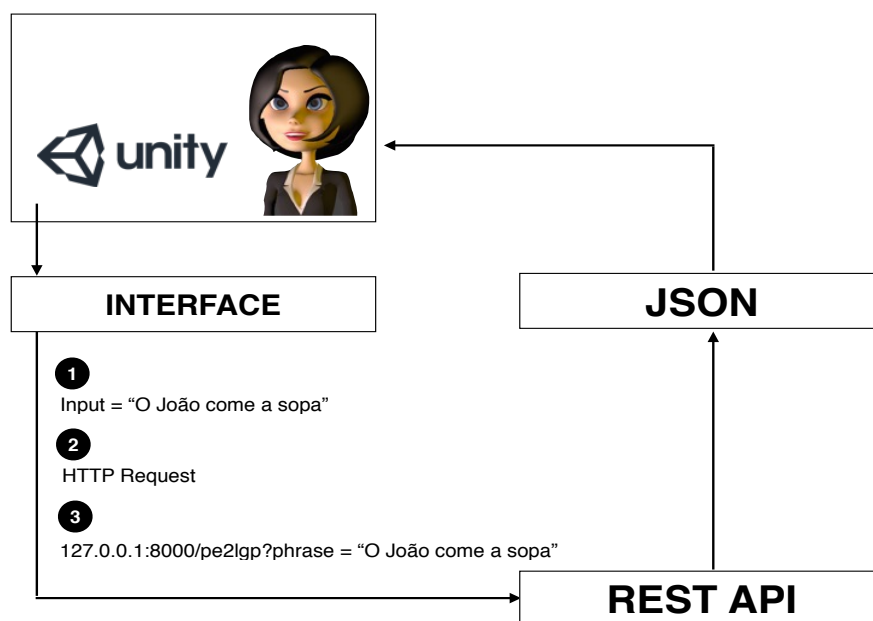 unity
INTERFACE
JSON
1
Input = “O João come a sopa”
2
HTTP Request
3
127.0.0.1:8000/pe2lgp?phrase = “O João come a sopa”
REST API